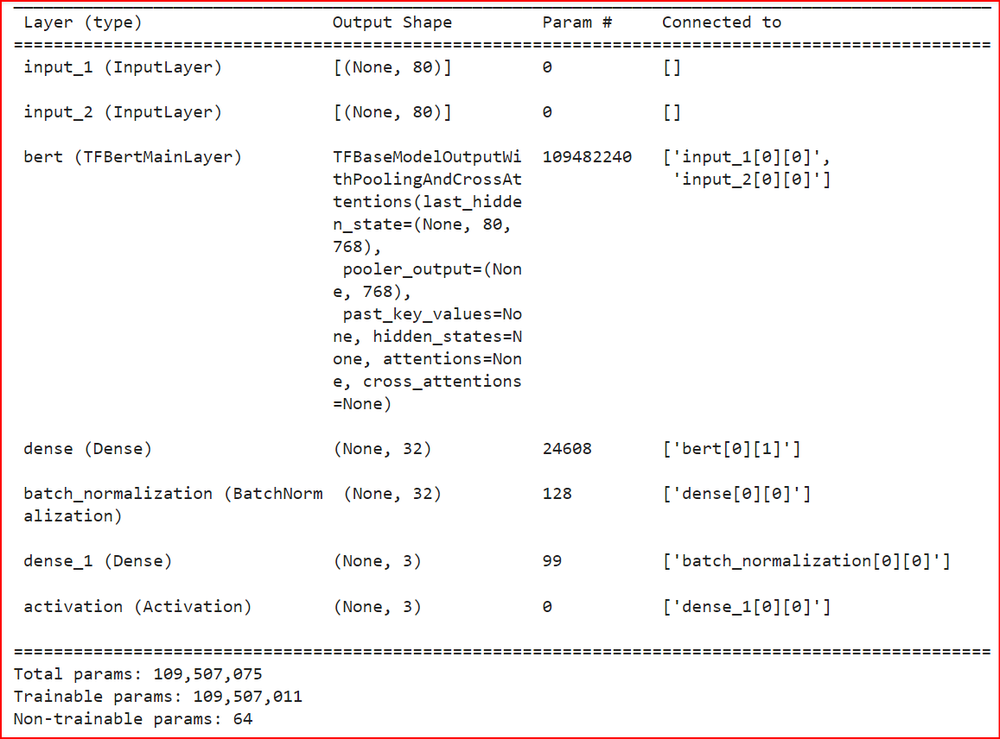 Layer (type) Output Shape Param # Connected to
==================================================================================================
input_1 (InputLayer) [(None, 80)] 0 []
input_2 (InputLayer) [(None, 80)] 0 []
bert (TFBertMainLayer) TFBaseModelOutputWi 109482240 ['input_1[0][0]',
thPoolingAndCrossAt 'input_2[0][0]']
tentions(last_hidde
n_state=(None, 80,
768),
pooler_output=(Non
e, 768),
past_key_values=No
ne, hidden_states=N
one, attentions=Non
e, cross_attentions
=None)
dense (Dense) (None, 32) 24608 ['bert[0][1]']
batch_normalization (BatchNorm (None, 32) 128 ['dense[0][0]']
alization)
dense_1 (Dense) (None, 3) 99 ['batch_normalization[0][0]']
activation (Activation) (None, 3) 0 ['dense_1[0][0]']
==================================================================================================
Total params: 109,507,075
Trainable params: 109,507,011
Non-trainable params: 64